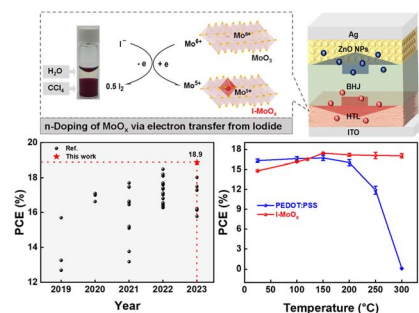 H₂O
CCl₄
I⁻
- e
+ e
0.5 I₂
Mo⁶⁺
Mo⁵⁺
Mo⁶⁺
MoO₃
Mo⁵⁺
I-MoOₓ
n-Doping of MoOₓ via electron transfer from Iodide
Ag
ZnO NPs
BHJ
HTL
ITO
PCE (%)
20
18
16
14
12
Ref.
This work
18.9
2019 2020 2021 2022 2023
Year
PCE (%)
18
15
12
9
6
3
0
PEDOT:PSS
I-MoOₓ
50 100 150 200 250 300
Temperature (°C)